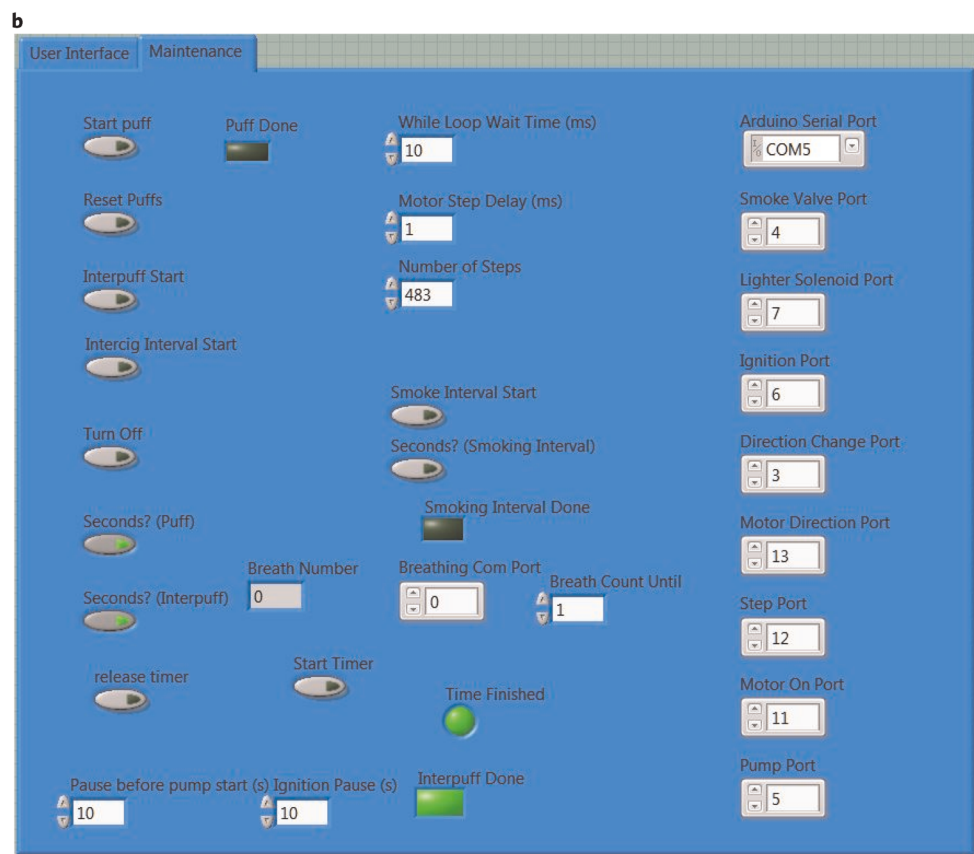 b
User Interface
Maintenance
Start puff
Puff Done
While Loop Wait Time (ms)
10
Arduino Serial Port
I/0 COM5
Reset Puffs
Motor Step Delay (ms)
1
Smoke Valve Port
4
Interpuff Start
Number of Steps
483
Lighter Solenoid Port
7
Intercig Interval Start
Smoke Interval Start
Ignition Port
6
Turn Off
Seconds? (Smoking Interval)
Direction Change Port
3
Seconds? (Puff)
Smoking Interval Done
Motor Direction Port
13
Seconds? (Interpuff)
Breath Number
0
Breathing Com Port
0
Breath Count Until
1
Step Port
12
release timer
Start Timer
Time Finished
Motor On Port
11
Pause before pump start (s)
10
Ignition Pause (s)
10
Interpuff Done
Pump Port
5